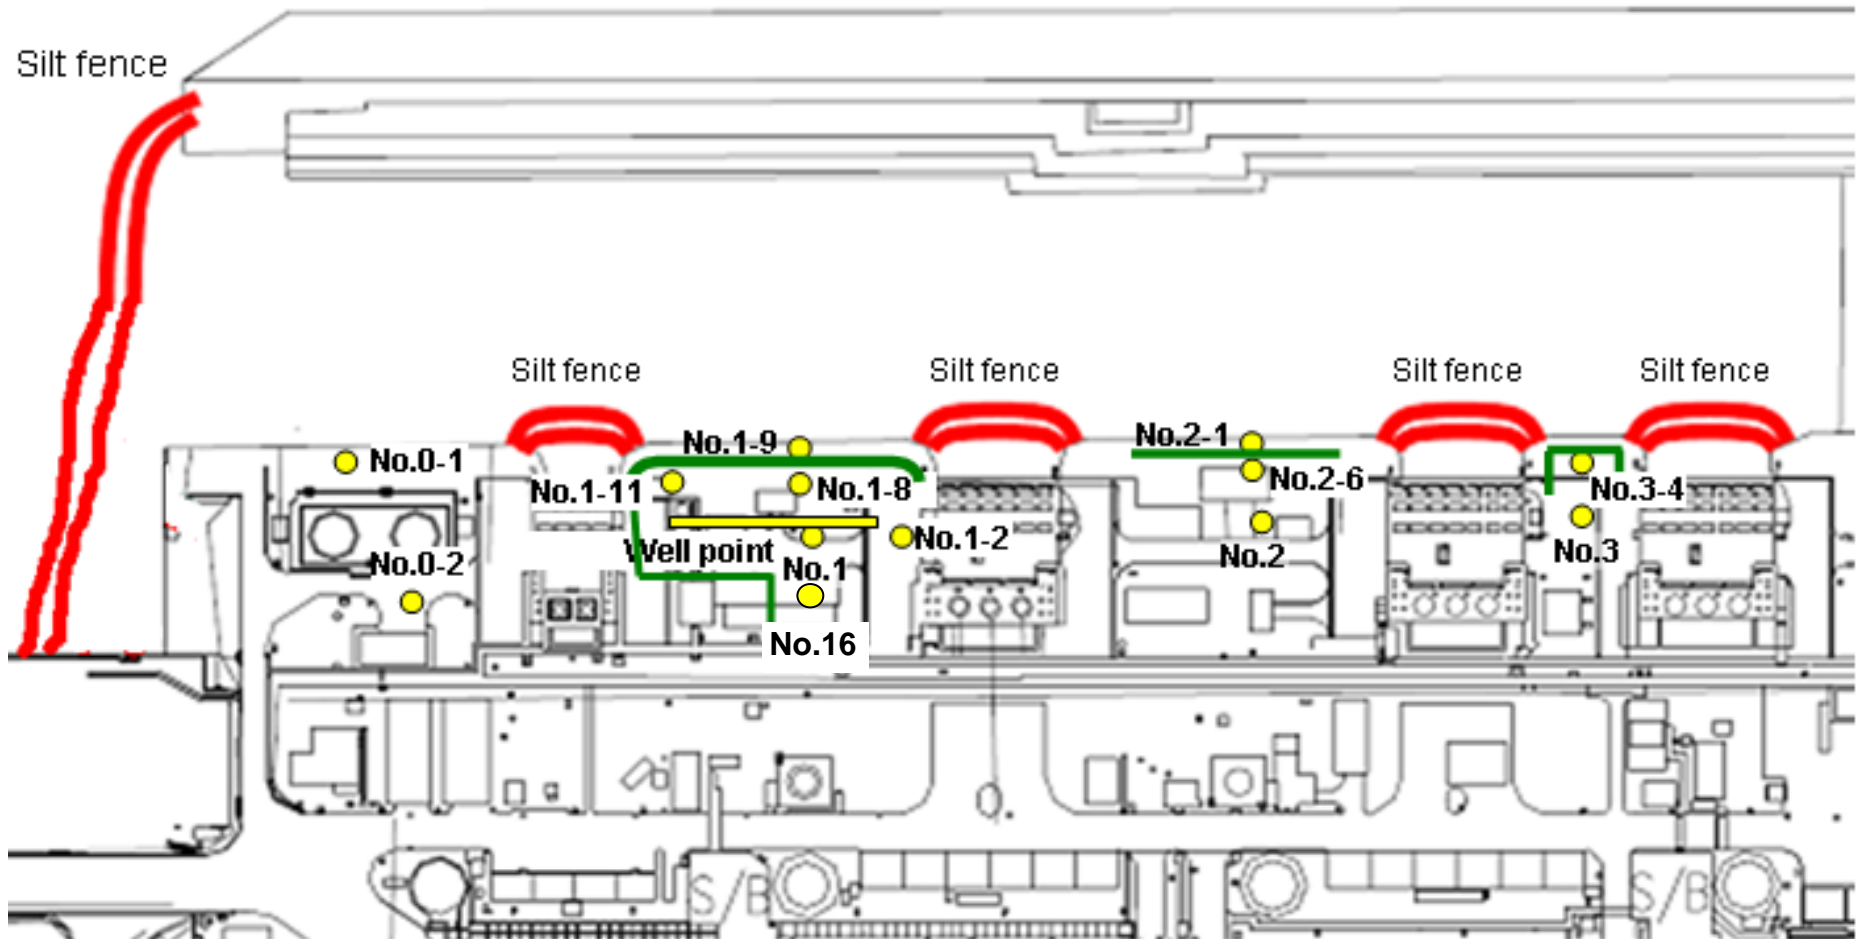 Silt fence
Silt fence
Silt fence
Silt fence
Silt fence
No.1-9
No.2-1
No.0-1
No.1-11
No.1-8
No.2-6
No.3-4
No.1-2
Well point
No.2
No.3
No.0-2
No.1
No.16
S/B
S/B